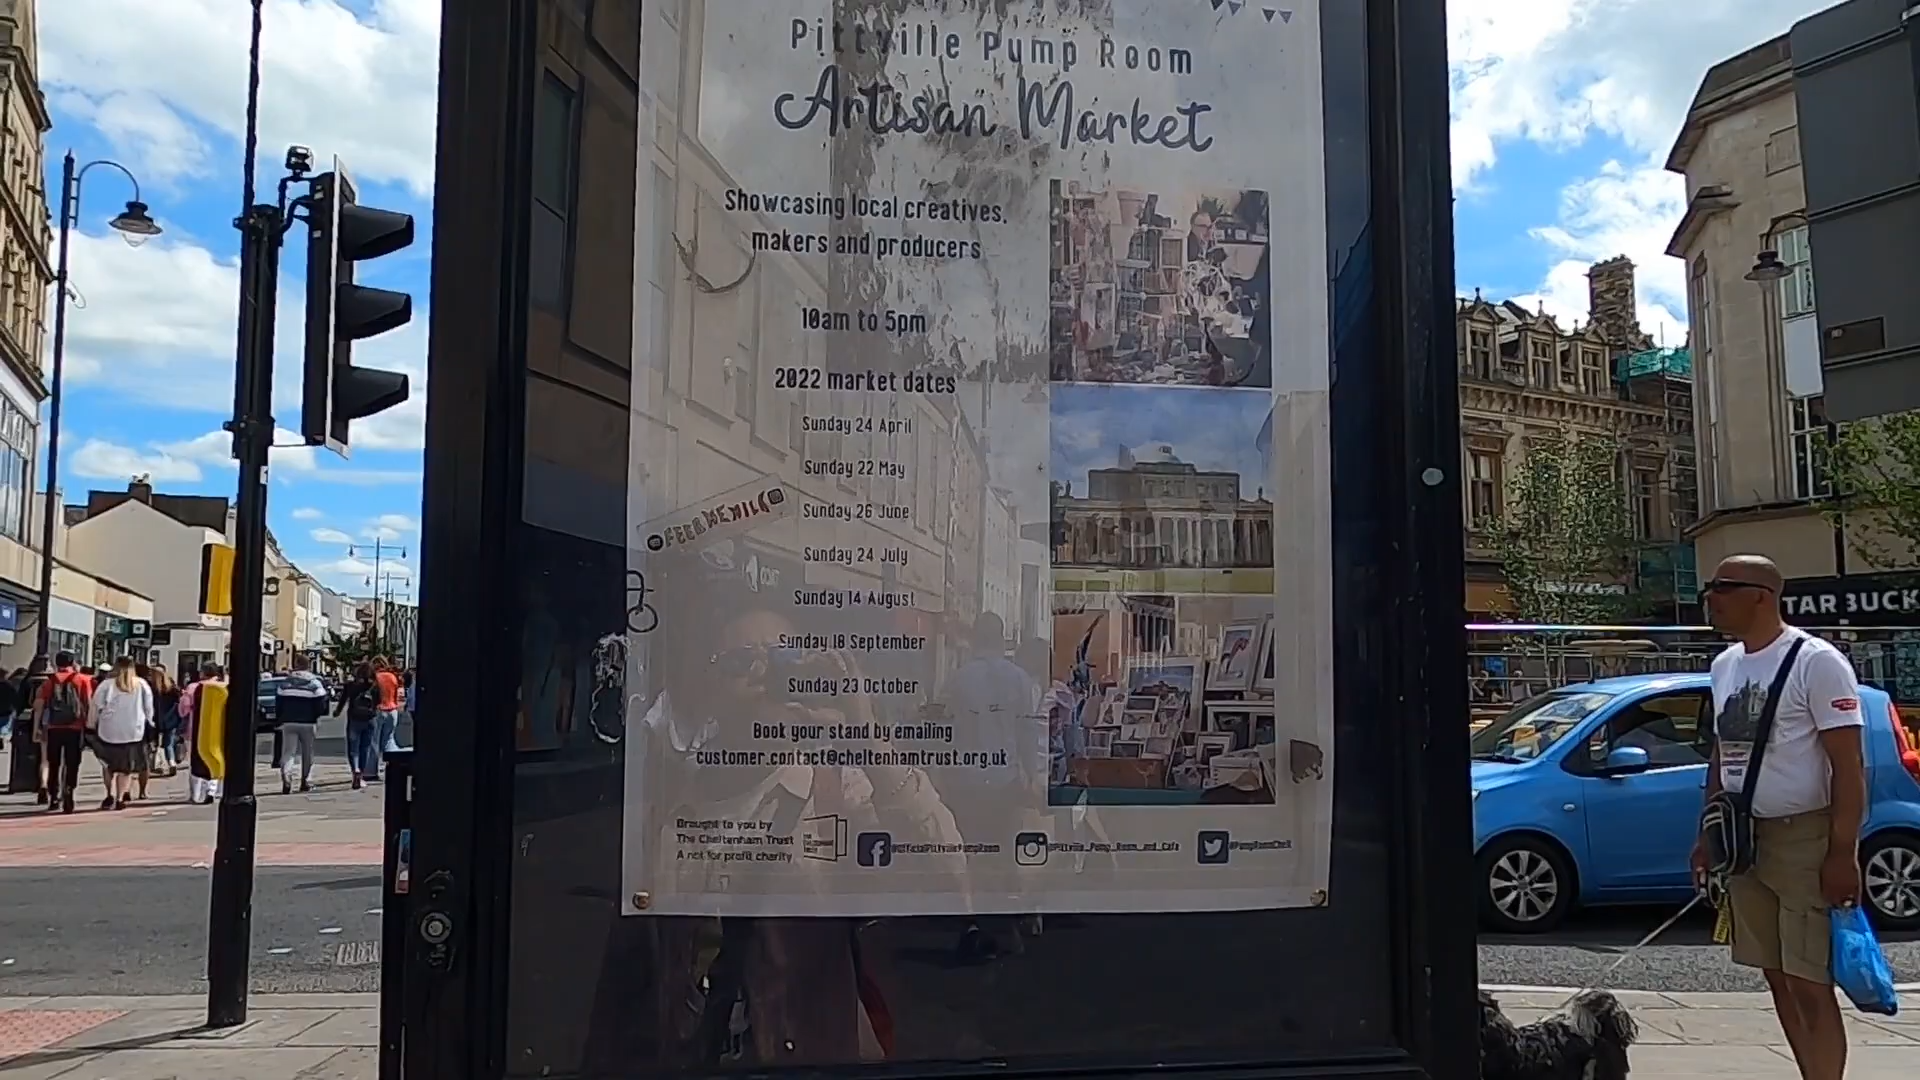 Pittville Pump Room
Artisan Market
Showcasing local creatives,
makers and producers
10am to 5pm
2022 market dates
Sunday 24 April
Sunday 22 May
Sunday 26 June
Sunday 24 July
Sunday 14 August
Sunday 18 September
Sunday 23 October
Book your stand by emailing
customer.contact@cheltenhamtrust.org.uk
Brought to you by
The Cheltenham Trust
A not for profit charity
@OfficialPittvillePumpRoom
@Pittville_Pump_Room_and_Cafe
@PumpRoomChelt
TARBUCK